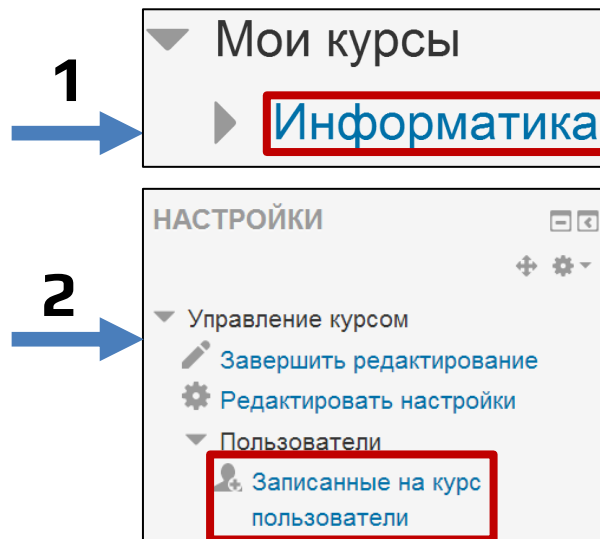 1
Мои курсы
Информатика
2
НАСТРОЙКИ
Управление курсом
Завершить редактирование
Редактировать настройки
Пользователи
Записанные на курс
пользователи